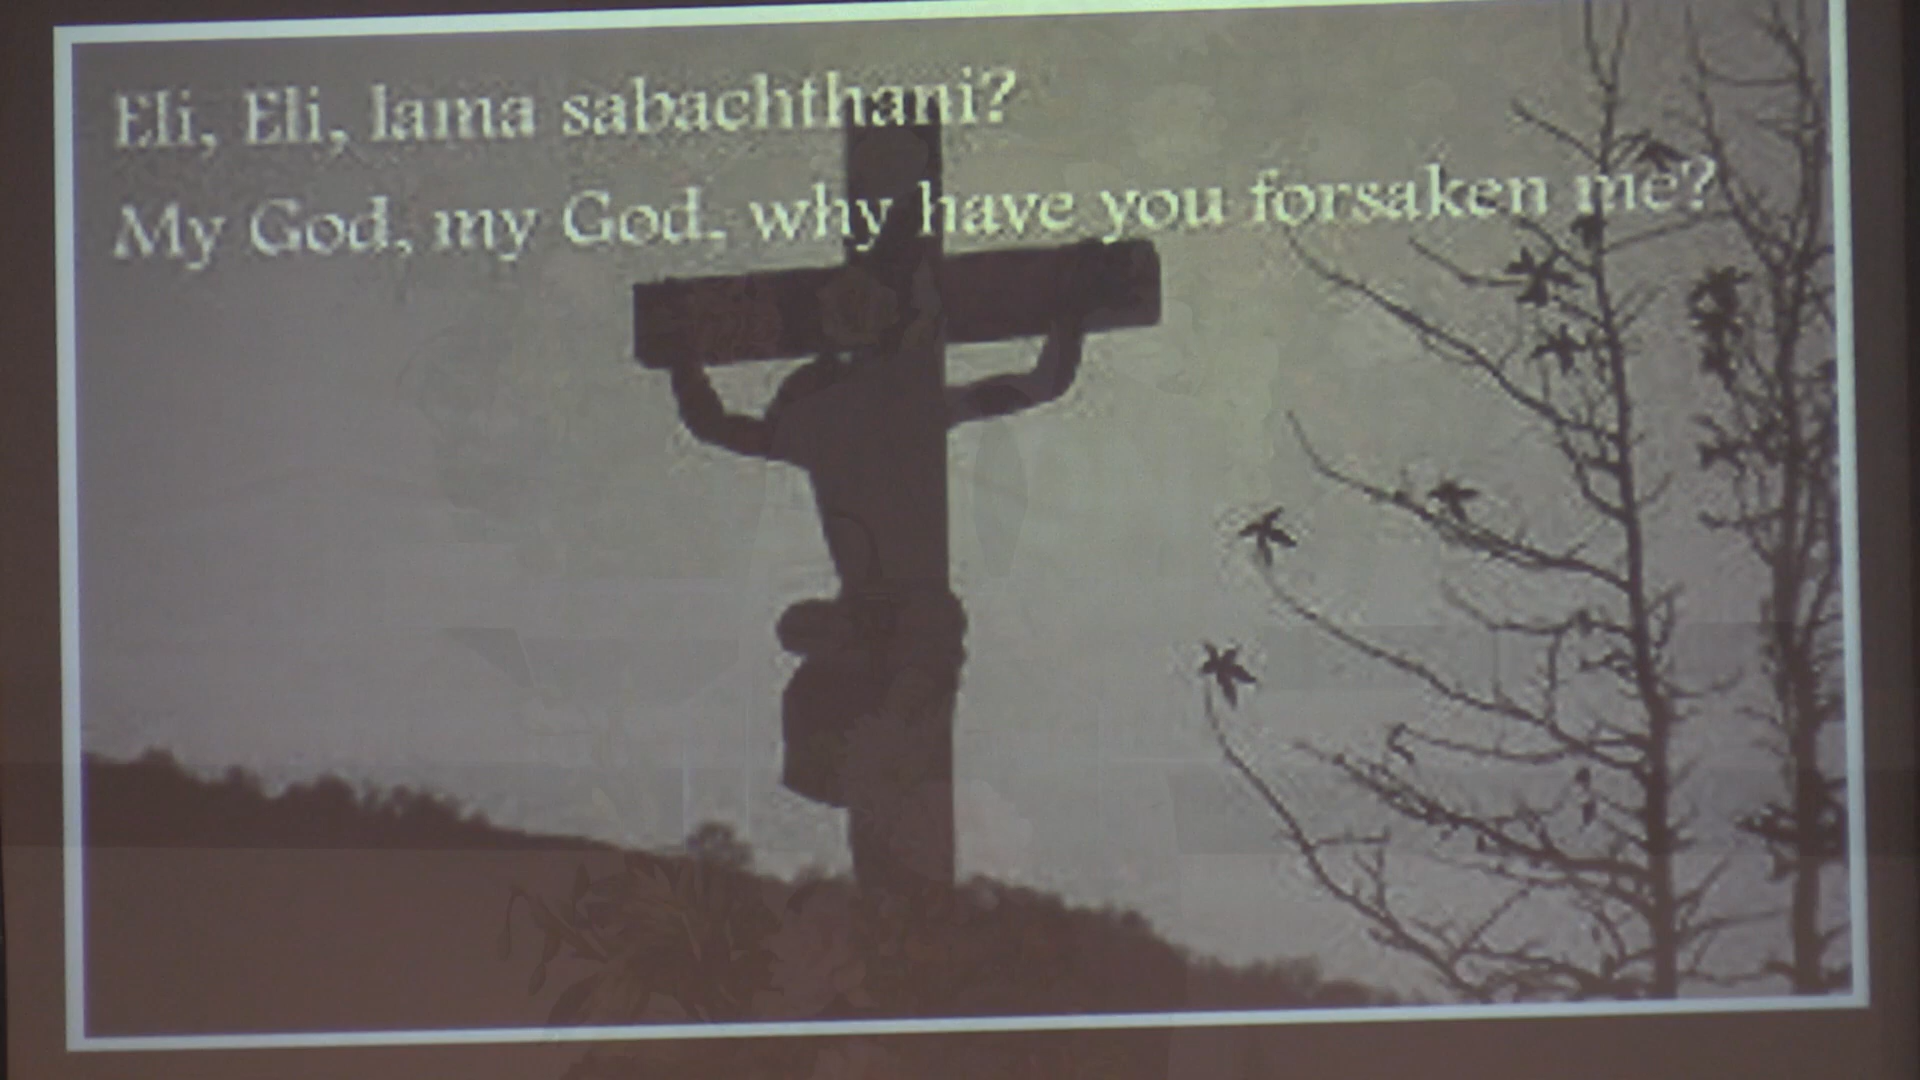 Eli, Eli, lama sabachthani?
My God, my God, why have you forsaken me?